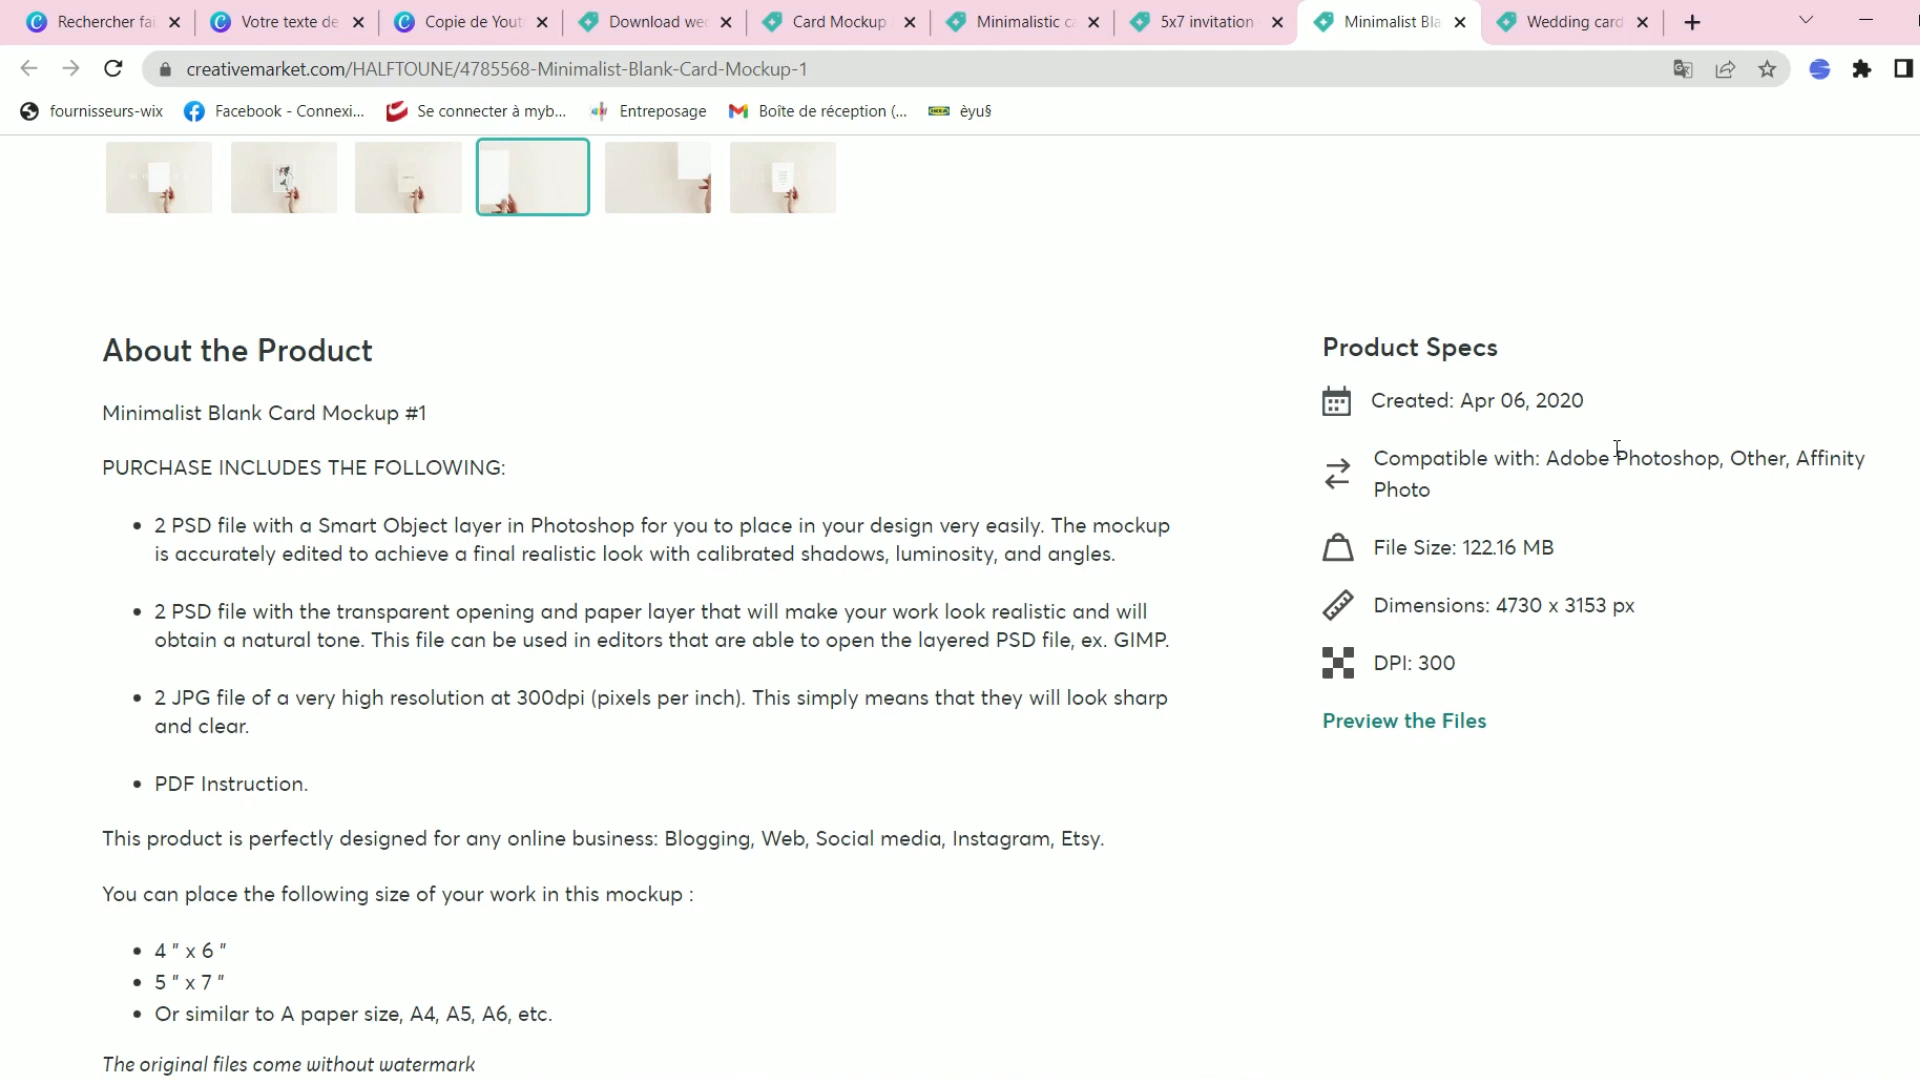 Rechercher fai
Votre texte de
Copie de Yout
Download wed
Card Mockup
Minimalistic ca
5x7 invitation
Minimalist Bla
Wedding card
creativemarket.com/HALFTOUNE/4785568-Minimalist-Blank-Card-Mockup-1
fournisseurs-wix
Facebook - Connexi...
Se connecter à myb...
Entreposage
Boîte de réception (...
IKEA
èyu§
About the Product
Minimalist Blank Card Mockup #1
PURCHASE INCLUDES THE FOLLOWING:
• 2 PSD file with a Smart Object layer in Photoshop for you to place in your design very easily. The mockup
is accurately edited to achieve a final realistic look with calibrated shadows, luminosity, and angles.
• 2 PSD file with the transparent opening and paper layer that will make your work look realistic and will
obtain a natural tone. This file can be used in editors that are able to open the layered PSD file, ex. GIMP.
• 2 JPG file of a very high resolution at 300dpi (pixels per inch). This simply means that they will look sharp
and clear.
• PDF Instruction.
This product is perfectly designed for any online business: Blogging, Web, Social media, Instagram, Etsy.
You can place the following size of your work in this mockup :
• 4 " x 6 "
• 5 " x 7 "
• Or similar to A paper size, A4, A5, A6, etc.
The original files come without watermark
Product Specs
Created: Apr 06, 2020
Compatible with: Adobe Photoshop, Other, Affinity
Photo
File Size: 122.16 MB
Dimensions: 4730 x 3153 px
DPI: 300
Preview the Files